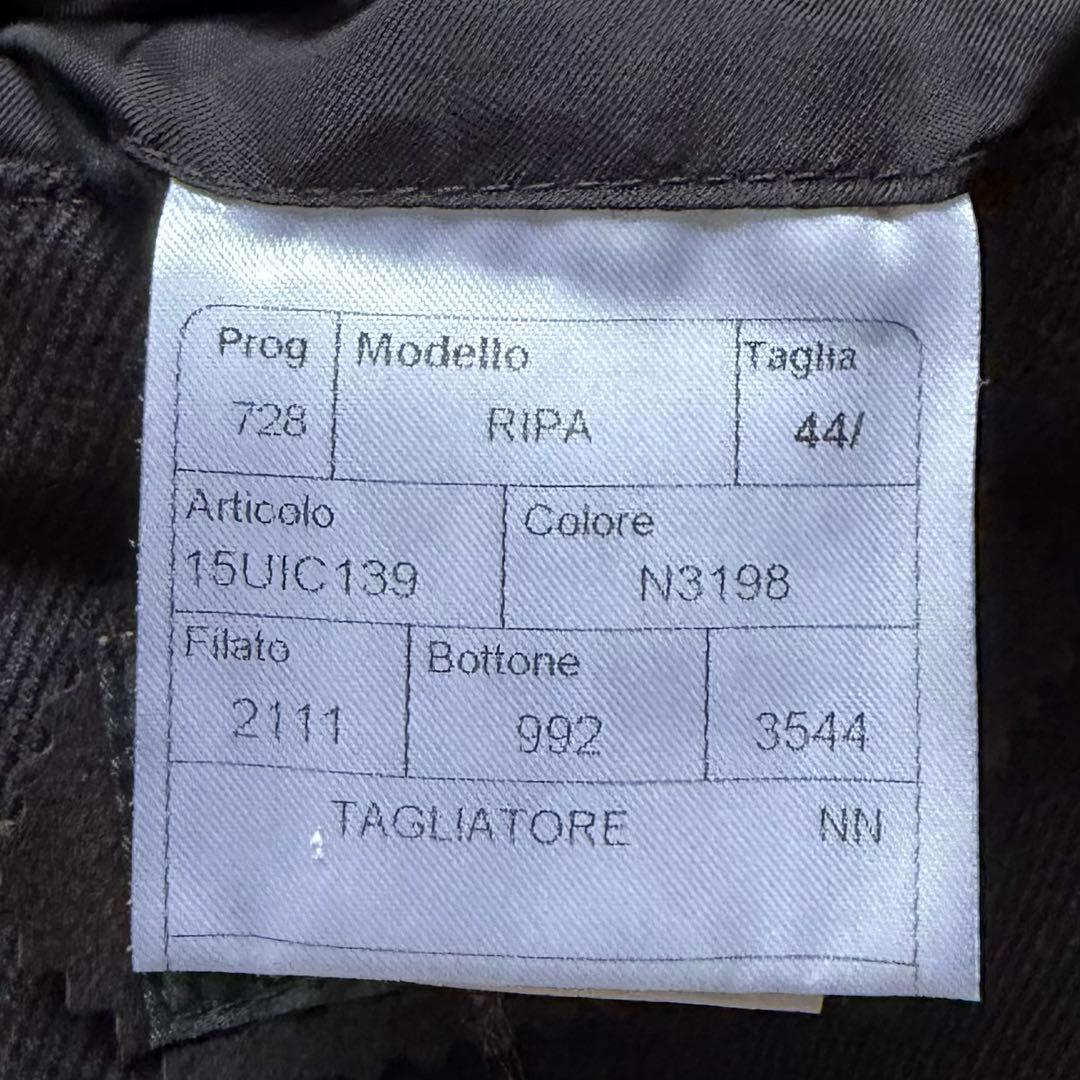 Prog Modello Taglia
728 RIPA 44/
Articolo Colore
15UIC139 N3198
Filato Bottone
2111 992 3544
TAGLIATORE NN